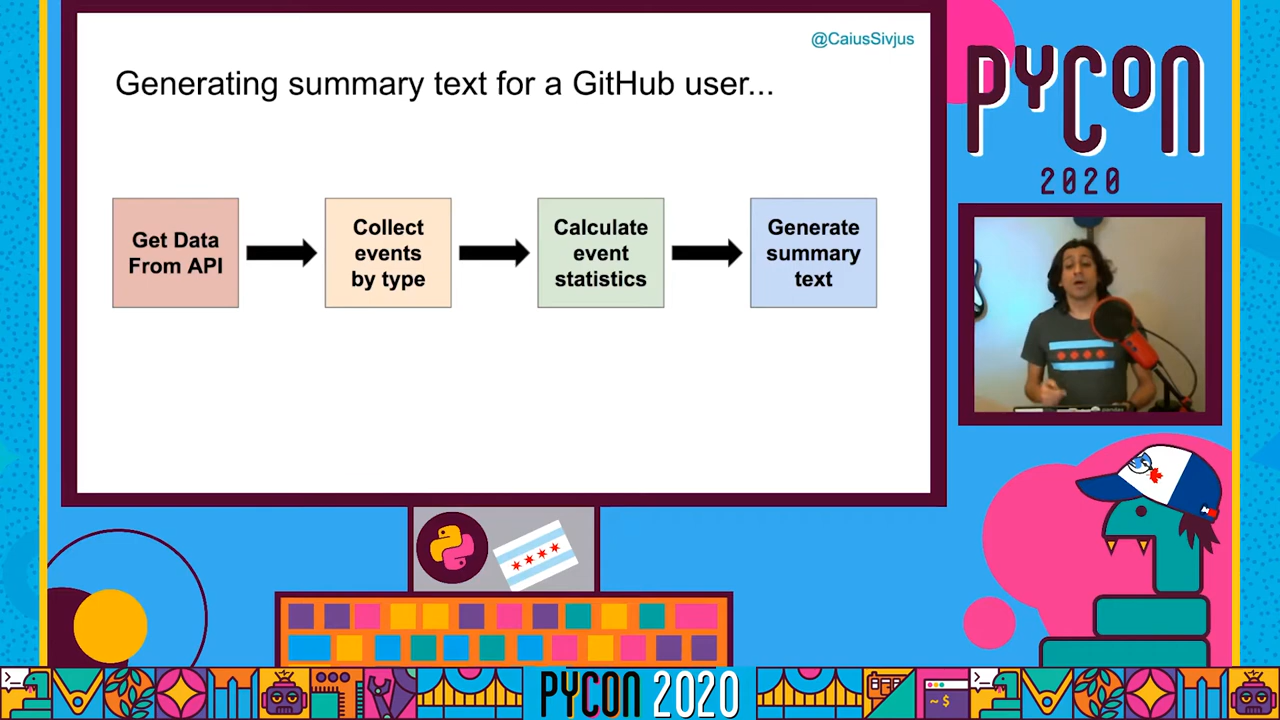 @CaiusSivjus
Generating summary text for a GitHub user...
Get Data
From API
Collect
events
by type
Calculate
event
statistics
Generate
summary
text
PYCON
2020
pandas
>_
~ $
PYCON 2020